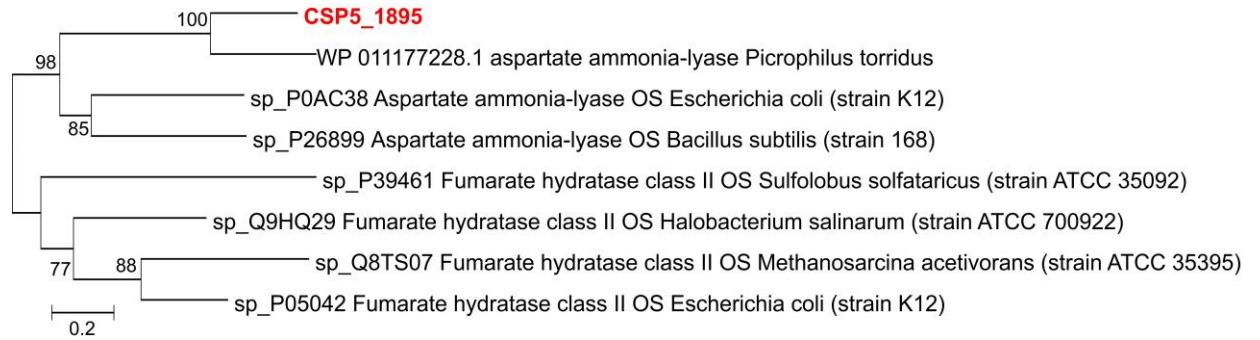 100
CSP5_1895
WP 011177228.1 aspartate ammonia-lyase Picrophilus torridus
98
sp_P0AC38 Aspartate ammonia-lyase OS Escherichia coli (strain K12)
85
sp_P26899 Aspartate ammonia-lyase OS Bacillus subtilis (strain 168)
sp_P39461 Fumarate hydratase class II OS Sulfolobus solfataricus (strain ATCC 35092)
sp_Q9HQ29 Fumarate hydratase class II OS Halobacterium salinarum (strain ATCC 700922)
77
88
sp_Q8TS07 Fumarate hydratase class II OS Methanosarcina acetivorans (strain ATCC 35395)
sp_P05042 Fumarate hydratase class II OS Escherichia coli (strain K12)
0.2